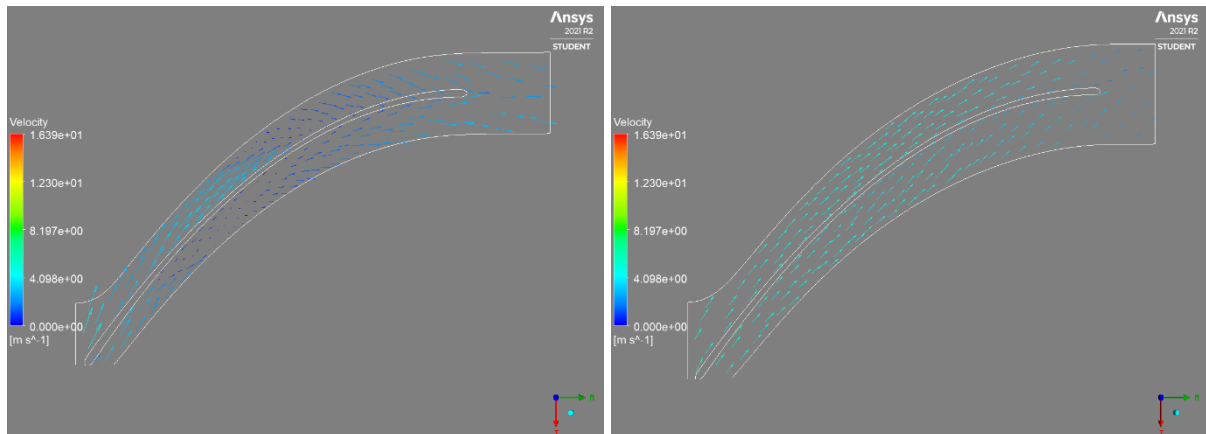 Ansys
2021 R2
STUDENT
Velocity
1.639e+01
1.230e+01
8.197e+00
4.098e+00
0.000e+00
[m s^-1]
Ansys
2021 R2
STUDENT
Velocity
1.639e+01
1.230e+01
8.197e+00
4.098e+00
0.000e+00
[m s^-1]